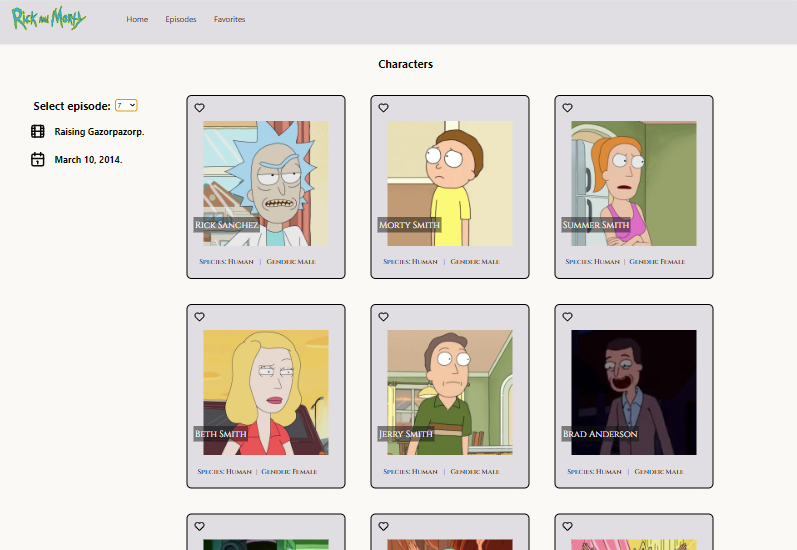 Rick and Morty
Home Episodes Favorites
Characters
Select episode: 7
Raising Gazorpazorp.
March 10, 2014.
Rick Sanchez
Species: Human | Gender: Male
Morty Smith
Species: Human | Gender: Male
Summer Smith
Species: Human | Gender: Female
Beth Smith
Species: Human | Gender: Female
Jerry Smith
Species: Human | Gender: Male
Brad Anderson
Species: Human | Gender: Male